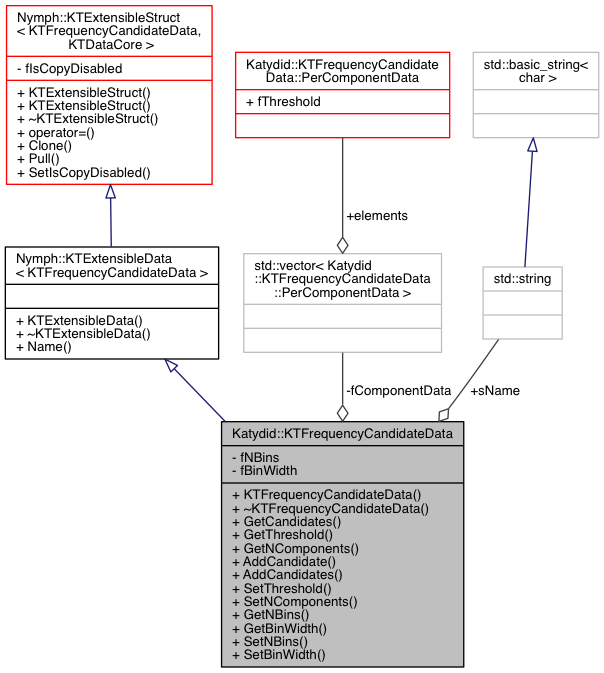 Nymph::KTExtensibleStruct
< KTFrequencyCandidateData,
KTDataCore >
- fIsCopyDisabled
+ KTExtensibleStruct()
+ KTExtensibleStruct()
+ ~KTExtensibleStruct()
+ operator=()
+ Clone()
+ Pull()
+ SetIsCopyDisabled()
Katydid::KTFrequencyCandidate
Data::PerComponentData
+ fThreshold
std::basic_string<
char >
+elements
Nymph::KTExtensibleData
< KTFrequencyCandidateData >
+ KTExtensibleData()
+ ~KTExtensibleData()
+ Name()
std::vector< Katydid
::KTFrequencyCandidateData
::PerComponentData >
std::string
-fComponentData
+sName
Katydid::KTFrequencyCandidateData
- fNBins
- fBinWidth
+ KTFrequencyCandidateData()
+ ~KTFrequencyCandidateData()
+ GetCandidates()
+ GetThreshold()
+ GetNComponents()
+ AddCandidate()
+ AddCandidates()
+ SetThreshold()
+ SetNComponents()
+ GetNBins()
+ GetBinWidth()
+ SetNBins()
+ SetBinWidth()